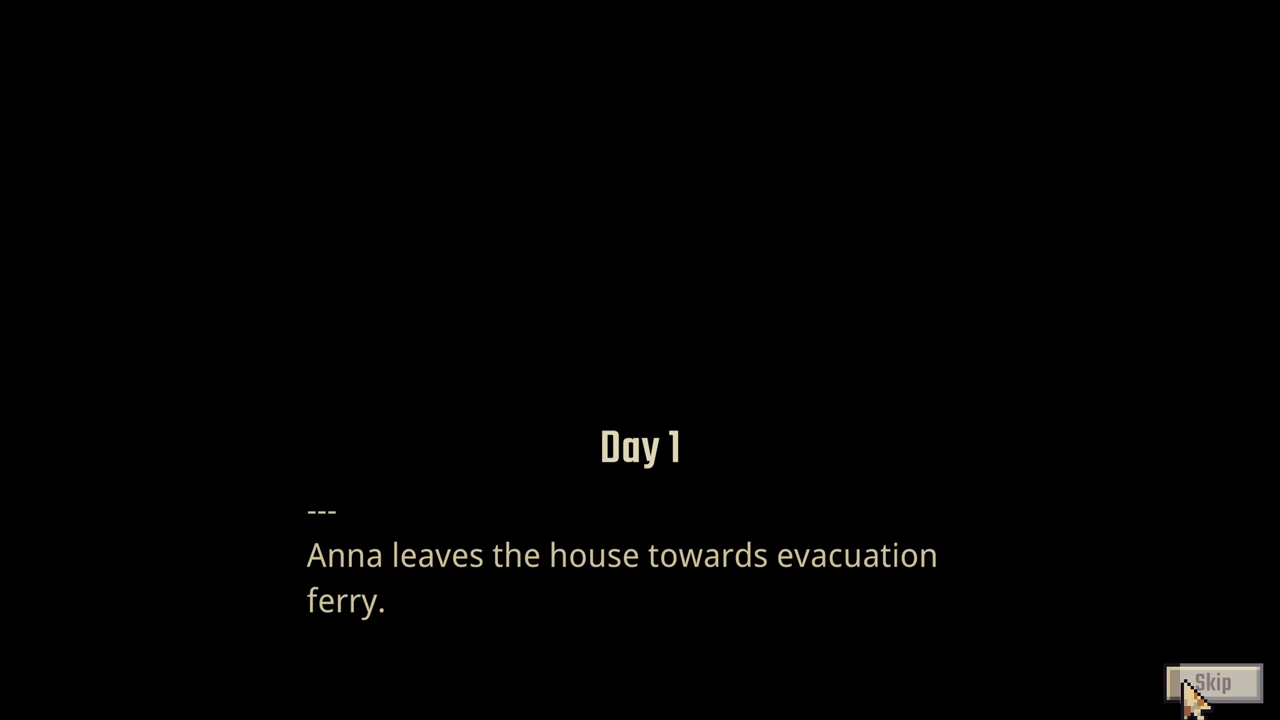 Day 1
---
Anna leaves the house towards evacuation
ferry.
Skip